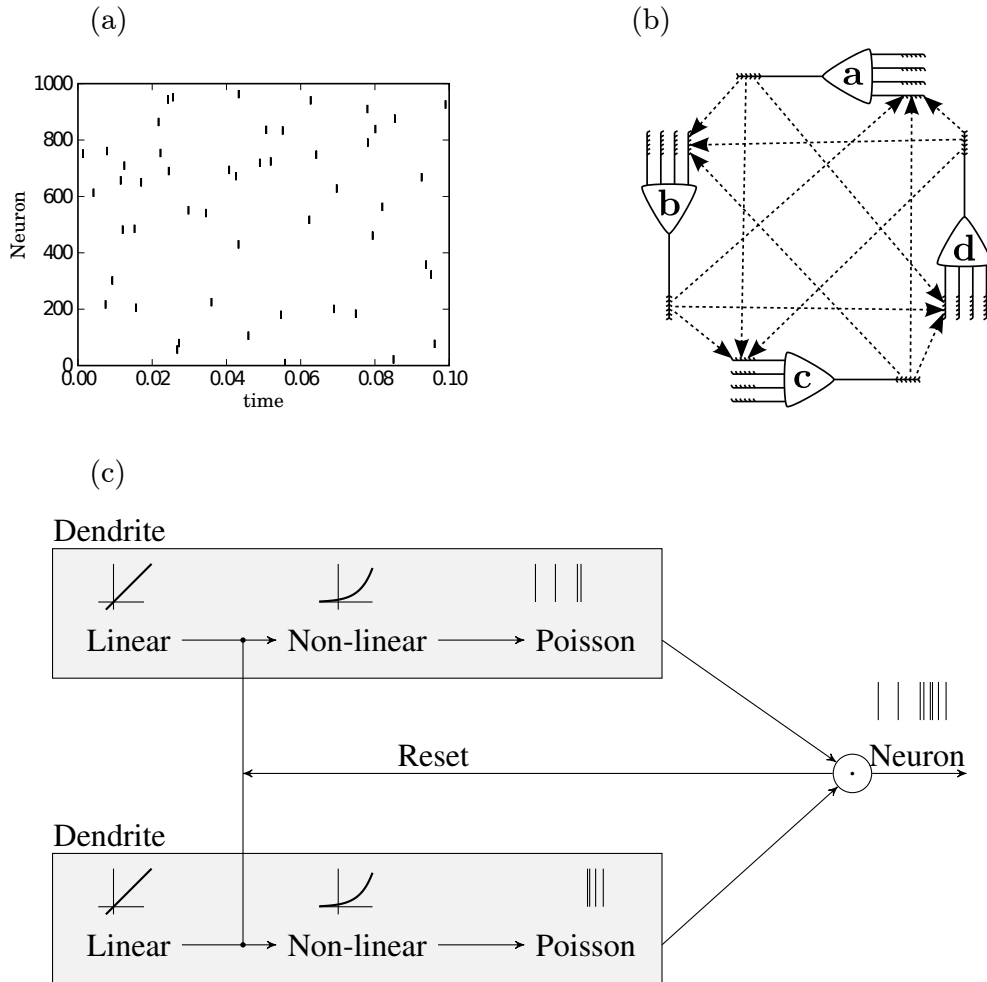 (a)
(b)
1000
800
600
400
200
0
Neuron
0.00
0.02
0.04
0.06
0.08
0.10
time
a
b
d
c
(c)
Dendrite
Linear
Non-linear
Poisson
Reset
Neuron
Dendrite
Linear
Non-linear
Poisson